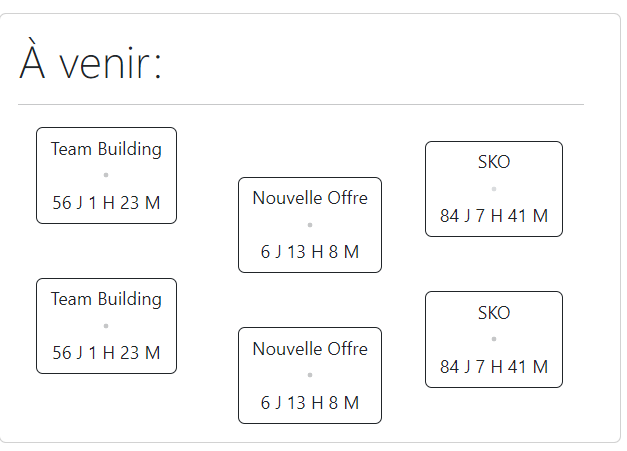 À venir:
Team Building
56 J 1 H 23 M
Nouvelle Offre
6 J 13 H 8 M
SKO
84 J 7 H 41 M
Team Building
56 J 1 H 23 M
Nouvelle Offre
6 J 13 H 8 M
SKO
84 J 7 H 41 M